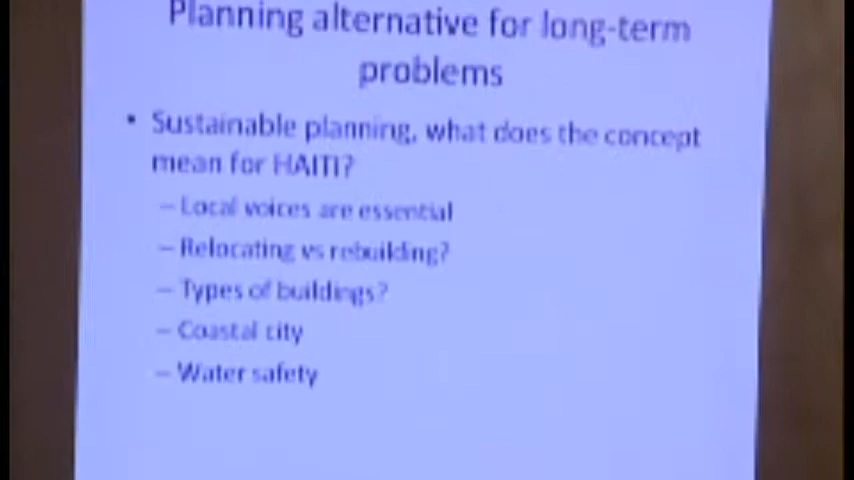 Planning alternative for long-term
problems
• Sustainable planning, what does the concept
mean for HAITI?
– Local voices are essential
– Relocating vs rebuilding?
– Types of buildings?
– Coastal city
– Water safety